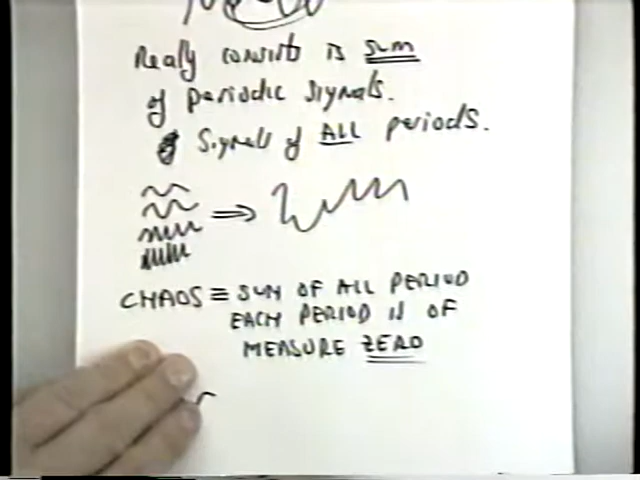 Really consists is sum
of periodic signals.
Signals of ALL periods.
⇒
CHAOS ≡ SUM OF ALL PERIOD
EACH PERIOD IS OF
MEASURE ZERO